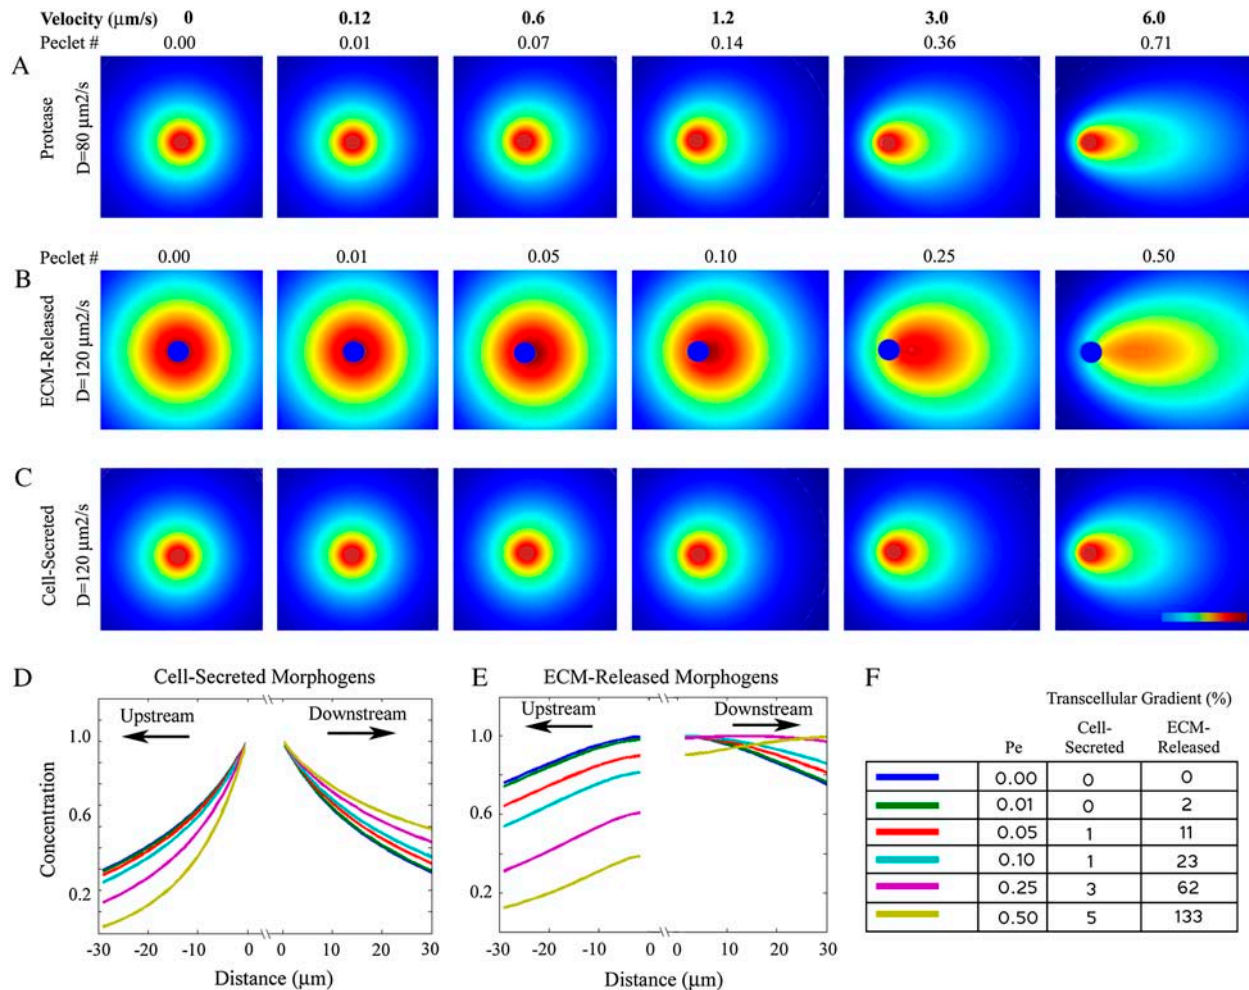 Velocity (μm/s) 0 0.12 0.6 1.2 3.0 6.0
Peclet # 0.00 0.01 0.07 0.14 0.36 0.71
A
Protease
D=80 μm2/s
Peclet # 0.00 0.01 0.05 0.10 0.25 0.50
B
ECM-Released
D=120 μm2/s
C
Cell-Secreted
D=120 μm2/s
D Cell-Secreted Morphogens
Upstream Downstream
Concentration
1.0
0.6
0.2
-30 -20 -10 0 0 10 20 30
Distance (μm)
E ECM-Released Morphogens
Upstream Downstream
1.0
0.6
0.2
-30 -20 -10 0 10 20 30
Distance (μm)
F
Transcellular Gradient (%)
Pe Cell-Secreted ECM-Released
0.00 0 0
0.01 0 2
0.05 1 11
0.10 1 23
0.25 3 62
0.50 5 133